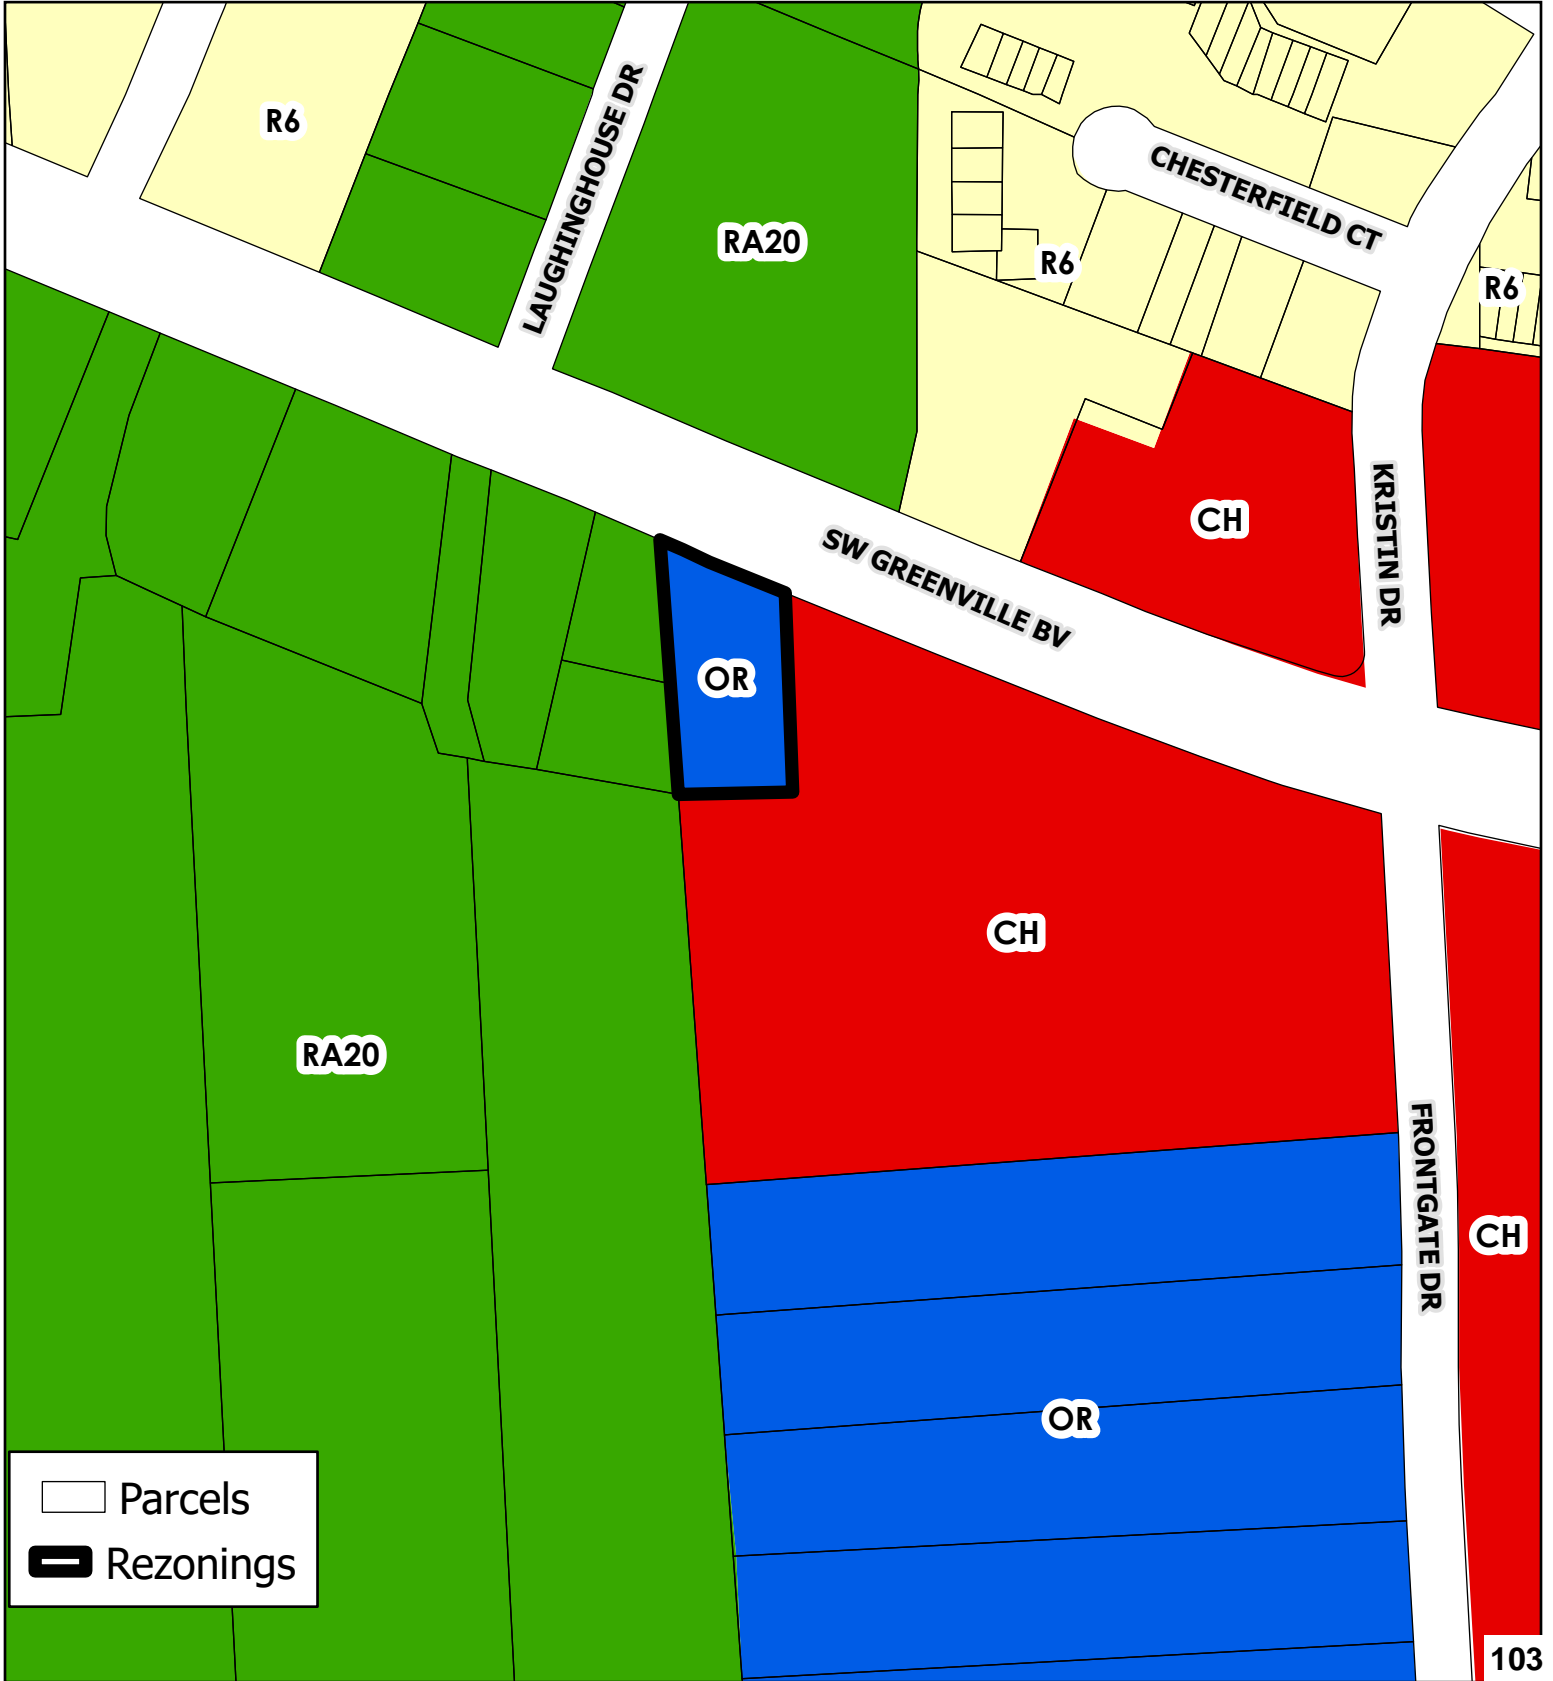 R6
LAUGHINGHOUSE DR
RA20
CHESTERFIELD CT
R6
R6
KRISTIN DR
CH
SW GREENVILLE BV
OR
CH
RA20
FRONTGATE DR
CH
OR
Parcels
Rezonings
103